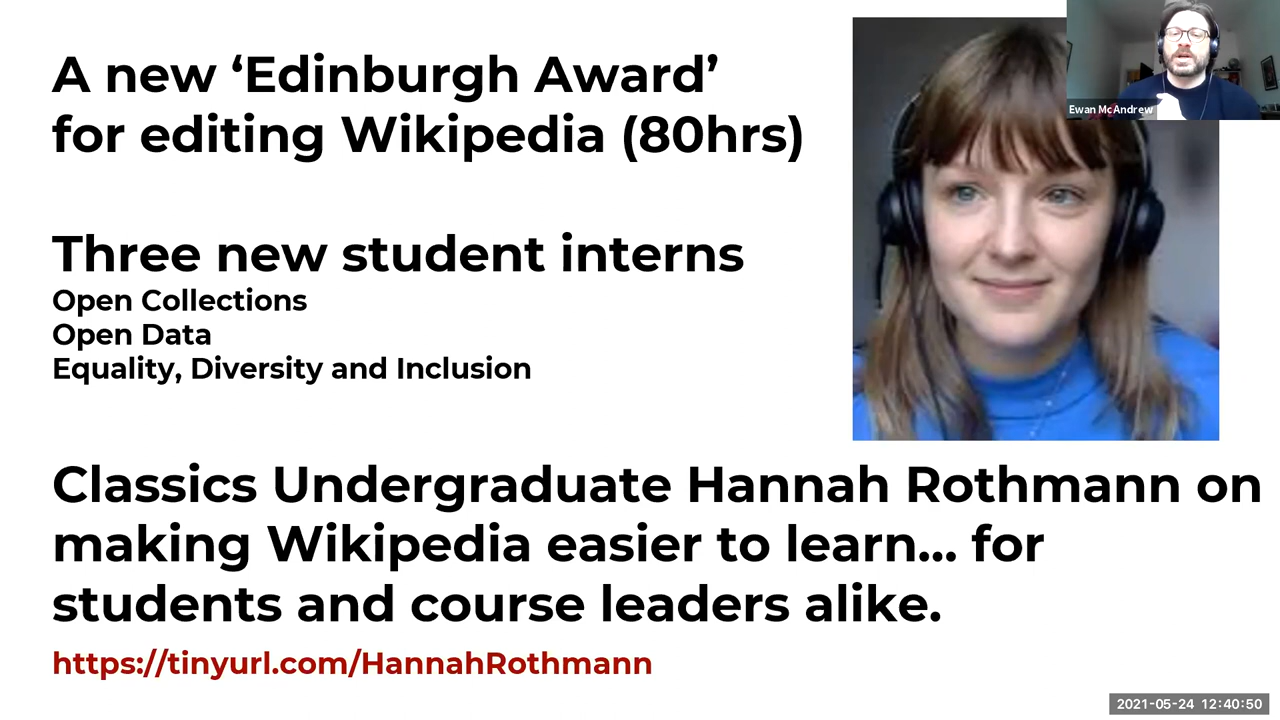 A new ‘Edinburgh Award’
for editing Wikipedia (80hrs)
Ewan McAndrew
Three new student interns
Open Collections
Open Data
Equality, Diversity and Inclusion
Classics Undergraduate Hannah Rothmann on
making Wikipedia easier to learn... for
students and course leaders alike.
https://tinyurl.com/HannahRothmann
2021-05-24 12:40:50